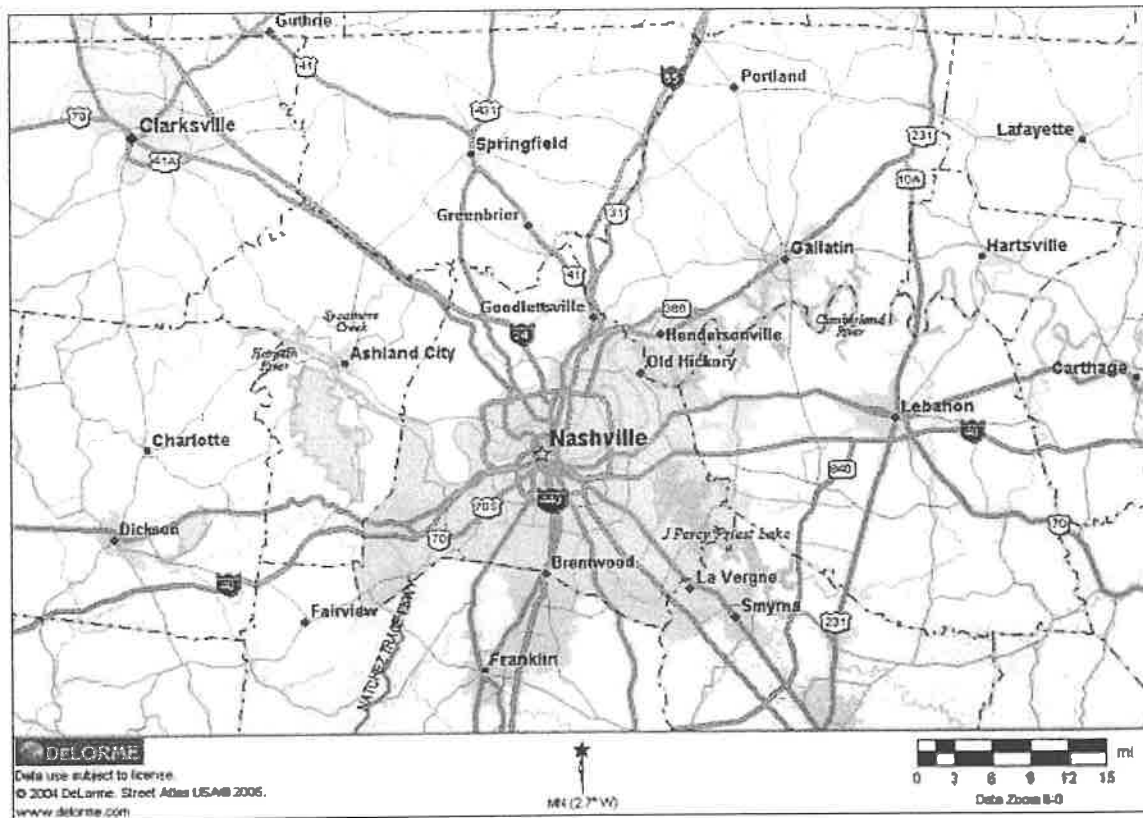 Guthrie
41
431
65
Portland
79
Clarksville
41A
Springfield
231
Lafayette
10A
Greenbrier
31
Gallatin
Hartsville
41
Goodlettsville
386
Sycamore
Creek
24
Hendersonville
Cumberland
River
Harpeth
River
Ashland City
Old Hickory
Carthage
Lebanon
Charlotte
Nashville
40
840
70S
70
Dickson
70
J Percy Priest Lake
Brentwood
La Vergne
40
Fairview
Smyrna
231
NATCHEZ TRACE PKWY
Franklin
DELORME
Data use subject to license.
© 2004 DeLorme. Street Atlas USA® 2005.
www.delorme.com
MN (2.7° W)
mi
0 3 6 9 12 15
Data Zoom 8-0